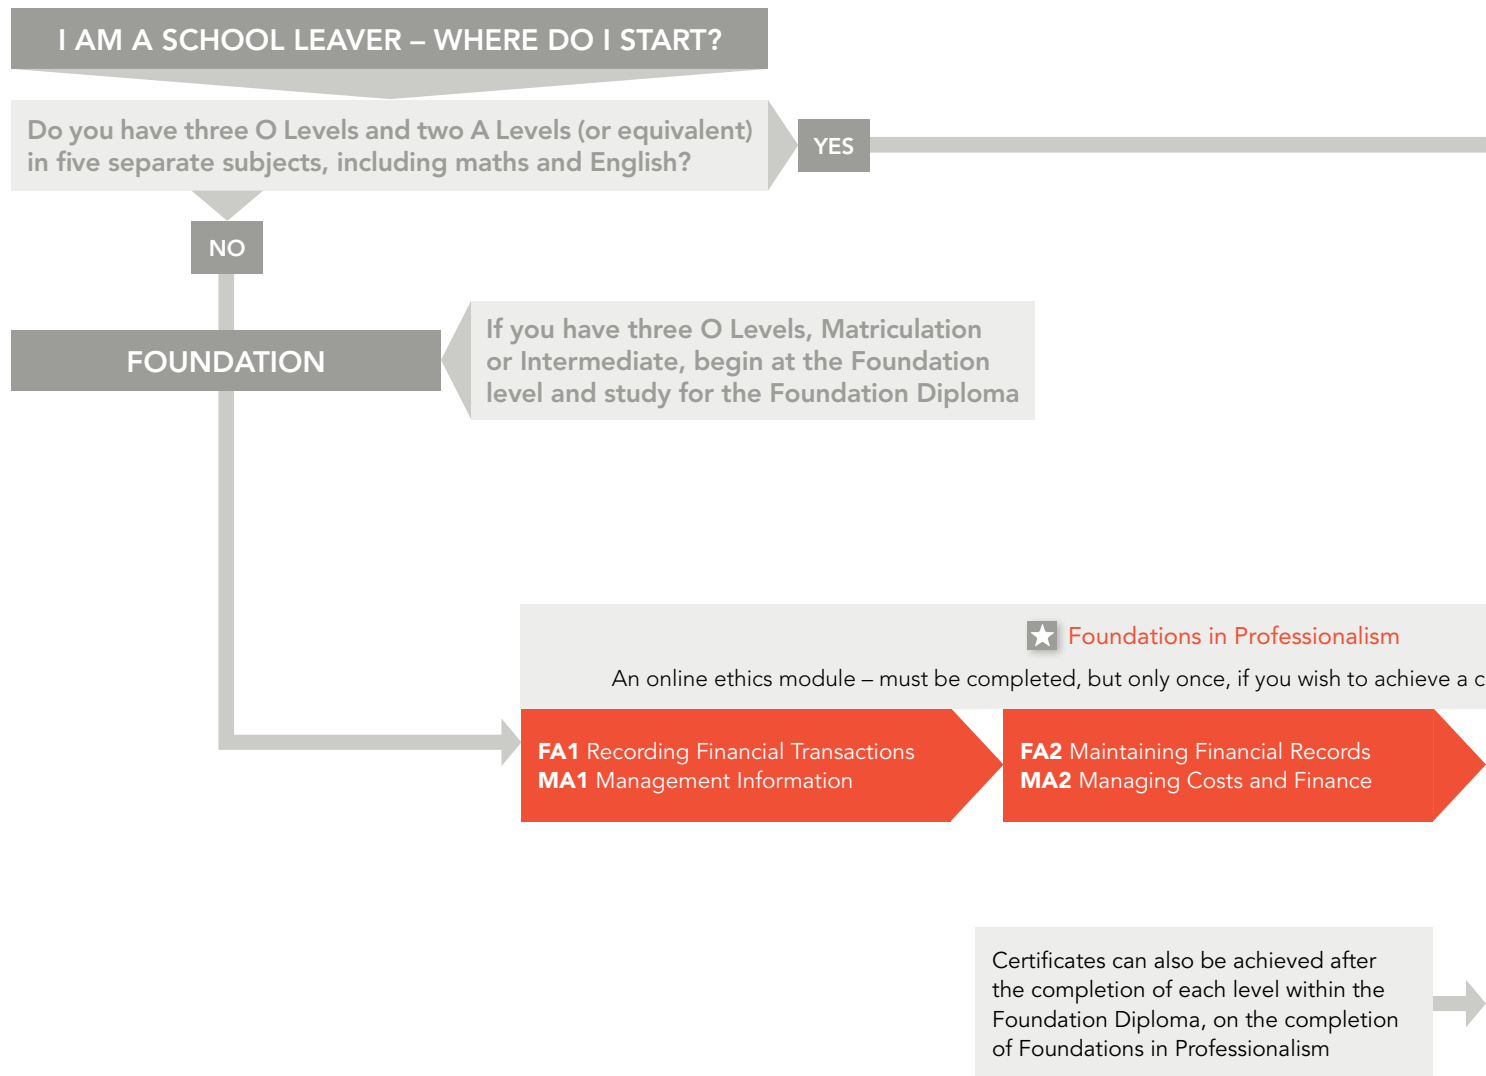 I AM A SCHOOL LEAVER – WHERE DO I START?
Do you have three O Levels and two A Levels (or equivalent)
in five separate subjects, including maths and English?
YES
NO
FOUNDATION
If you have three O Levels, Matriculation
or Intermediate, begin at the Foundation
level and study for the Foundation Diploma
Foundations in Professionalism
An online ethics module – must be completed, but only once, if you wish to achieve a
FA1 Recording Financial Transactions
MA1 Management Information
FA2 Maintaining Financial Records
MA2 Managing Costs and Finance
Certificates can also be achieved after
the completion of each level within the
Foundation Diploma, on the completion
of Foundations in Professionalism